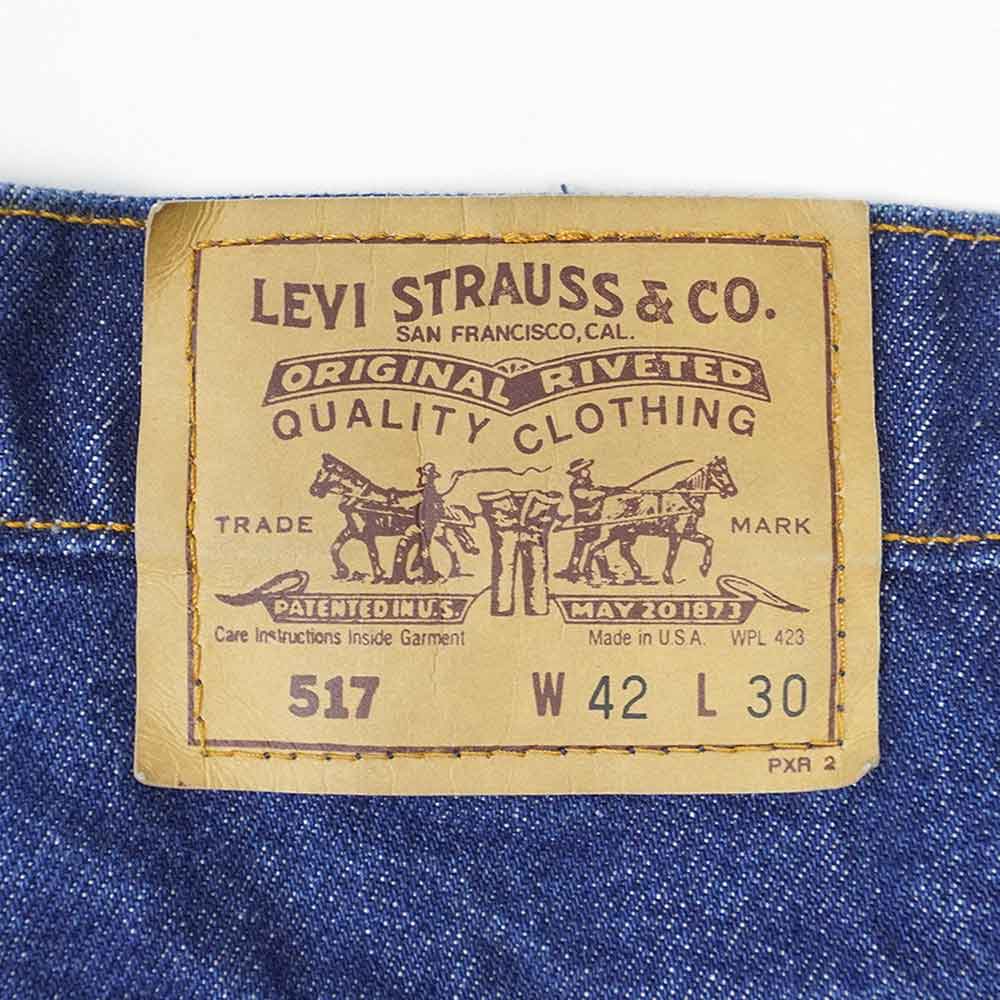 LEVI STRAUSS & CO.
SAN FRANCISCO, CAL.
ORIGINAL RIVETED
QUALITY CLOTHING
TRADE MARK
PATENTED IN U.S. MAY 20 1873
Care Instructions Inside Garment Made in U.S.A. WPL 423
517 W 42 L 30
PXR 2